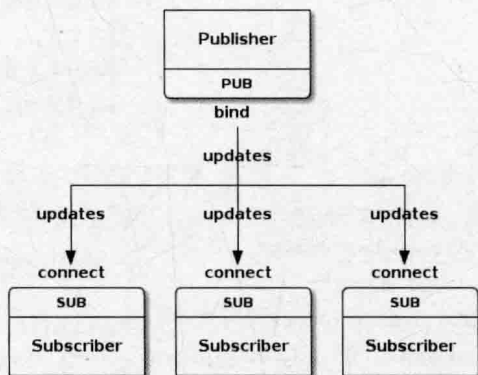 Publisher
PUB
bind
updates
updates updates updates
connect connect connect
SUB SUB SUB
Subscriber Subscriber Subscriber